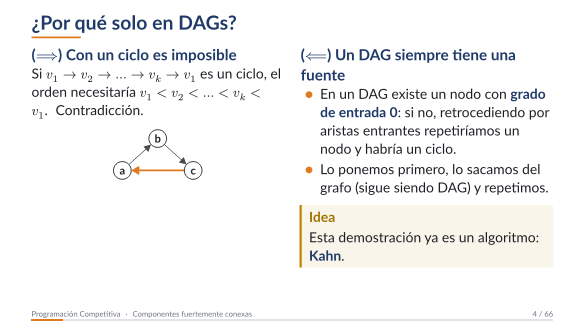 ¿Por qué solo en DAGs?
(⟹) Con un ciclo es imposible
Si v₁ → v₂ → ... → vₖ → v₁ es un ciclo, el
orden necesitaría v₁ < v₂ < ... < vₖ <
v₁. Contradicción.
b
a
c
(⟸) Un DAG siempre tiene una
fuente
En un DAG existe un nodo con grado
de entrada 0: si no, retrocediendo por
aristas entrantes repetiríamos un
nodo y habría un ciclo.
Lo ponemos primero, lo sacamos del
grafo (sigue siendo DAG) y repetimos.
Idea
Esta demostración ya es un algoritmo:
Kahn.
Programación Competitiva · Componentes fuertemente conexas
4 / 66